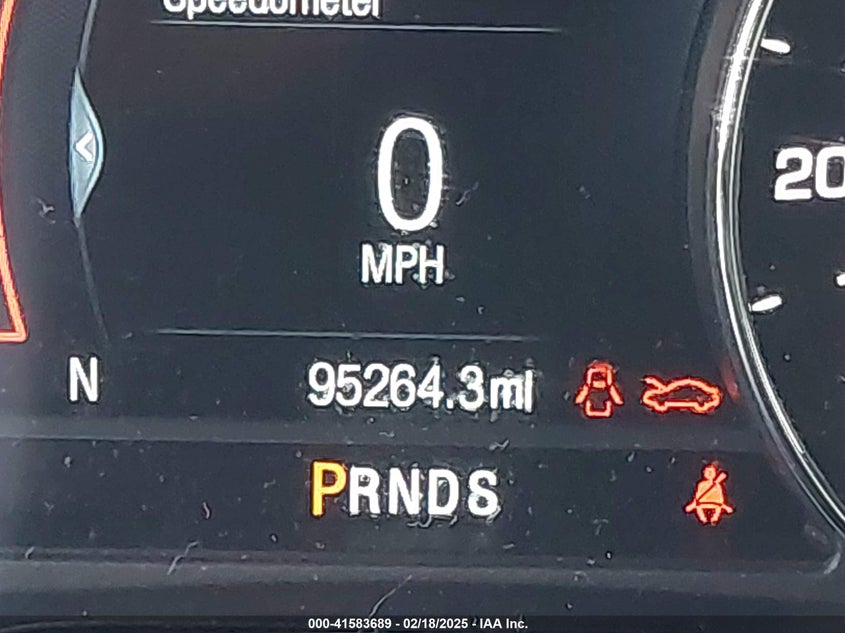 Speedometer
0
MPH
20
N
95264.3mi
PRNDS
000-41583689 - 02/18/2025 - IAA Inc.